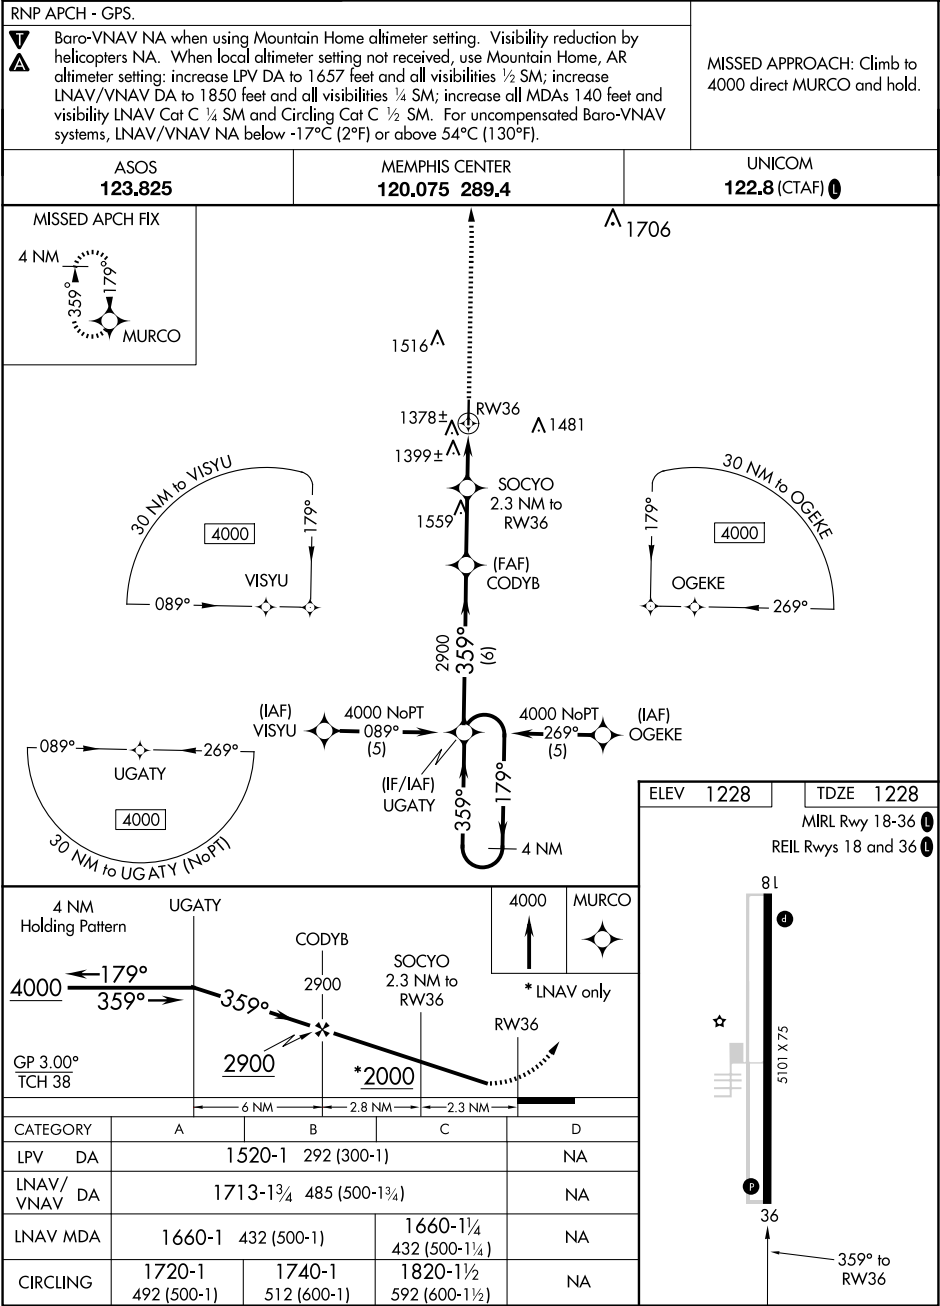 RNP APCH - GPS.
T
A
Baro-VNAV NA when using Mountain Home altimeter setting. Visibility reduction by
helicopters NA. When local altimeter setting not received, use Mountain Home, AR
altimeter setting: increase LPV DA to 1657 feet and all visibilities ½ SM; increase
LNAV/VNAV DA to 1850 feet and all visibilities ¼ SM; increase all MDAs 140 feet and
visibility LNAV Cat C ¼ SM and Circling Cat C ½ SM. For uncompensated Baro-VNAV
systems, LNAV/VNAV NA below -17°C (2°F) or above 54°C (130°F).
MISSED APPROACH: Climb to
4000 direct MURCO and hold.
ASOS
123.825
MEMPHIS CENTER
120.075 289.4
UNICOM
122.8 (CTAF) L
MISSED APCH FIX
4 NM
359°
179°
MURCO
1706
1516
1378±
RW36
1481
1399±
SOCYO
2.3 NM to
RW36
1559
(FAF)
CODYB
30 NM to VISYU
4000
179°
VISYU
089°
30 NM to OGEKE
179°
4000
OGEKE
269°
2900
359°
(6)
(IAF)
VISYU
4000 NoPT
089°
(5)
4000 NoPT
269°
(5)
(IAF)
OGEKE
(IF/IAF)
UGATY
359°
179°
4 NM
089°
269°
UGATY
4000
30 NM to UGATY (NoPT)
ELEV 1228
TDZE 1228
MIRL Rwy 18-36 L
REIL Rwys 18 and 36 L
18
P
5101 X 75
P
36
359° to
RW36
4 NM
Holding Pattern
UGATY
CODYB
2900
SOCYO
2.3 NM to
RW36
4000
MURCO
* LNAV only
RW36
4000
179°
359°
359°
2900
*2000
GP 3.00°
TCH 38
6 NM
2.8 NM
2.3 NM
CATEGORY A B C D
LPV DA 1520-1 292 (300-1) NA
LNAV/
VNAV DA 1713-1¾ 485 (500-1¾) NA
LNAV MDA 1660-1 432 (500-1) 1660-1¼
432 (500-1¼) NA
CIRCLING 1720-1 1740-1 1820-1½ NA
492 (500-1) 512 (600-1) 592 (600-1½)